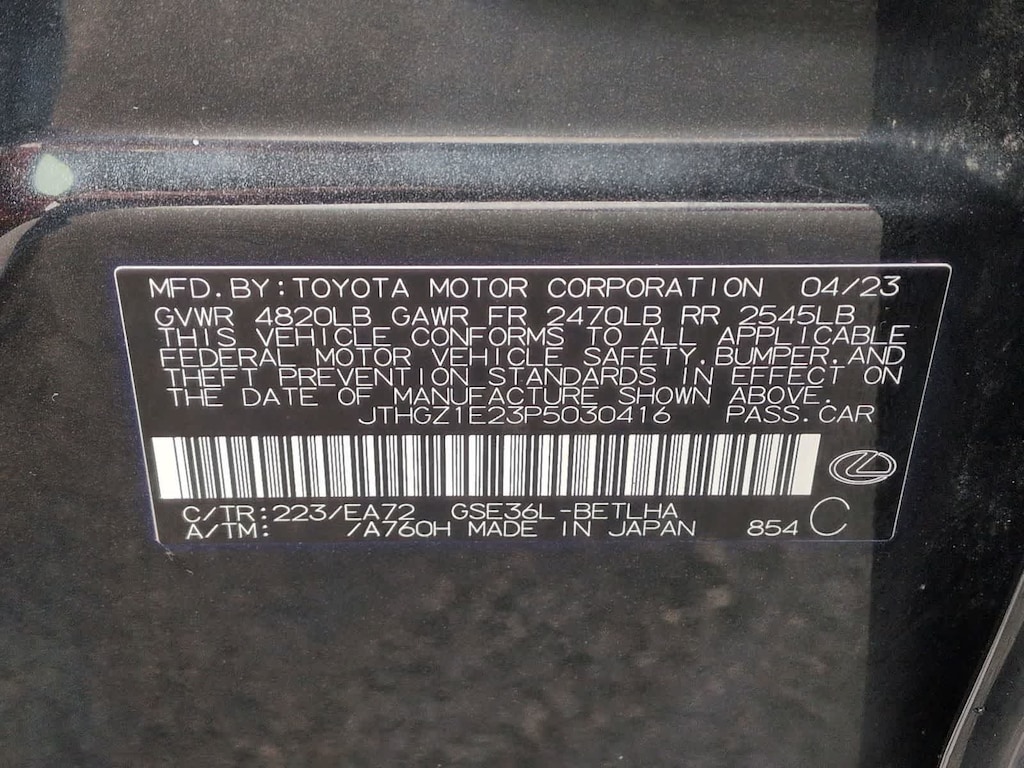 MFD. BY: TOYOTA MOTOR CORPORATION 04/23
GVWR 4820LB GAWR FR 2470LB RR 2545LB
THIS VEHICLE CONFORMS TO ALL APPLICABLE
FEDERAL MOTOR VEHICLE SAFETY, BUMPER, AND
THEFT PREVENTION STANDARDS IN EFFECT ON
THE DATE OF MANUFACTURE SHOWN ABOVE.
JTHGZ1E23P5030416 PASS. CAR
C/TR: 223/EA72 GSE36L-BETLHA
A/TM: /A760H MADE IN JAPAN 854 C